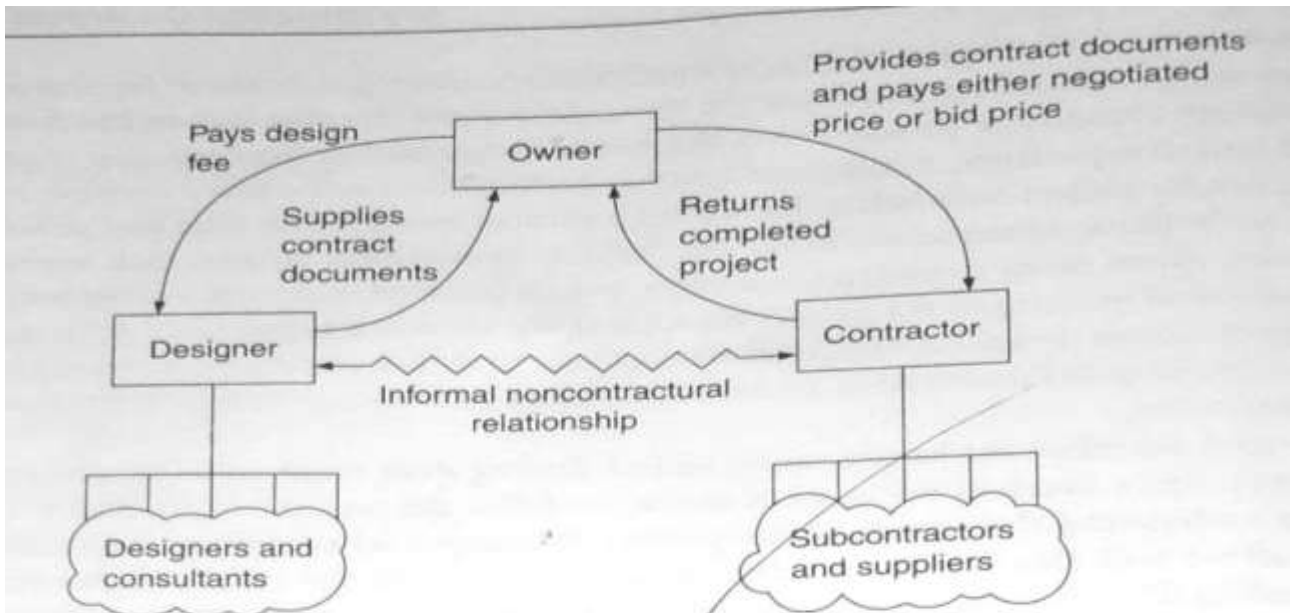 Provides contract documents
and pays either negotiated
price or bid price
Pays design
fee
Owner
Supplies
contract
documents
Returns
completed
project
Designer
Contractor
Informal noncontractural
relationship
Designers and
consultants
Subcontractors
and suppliers